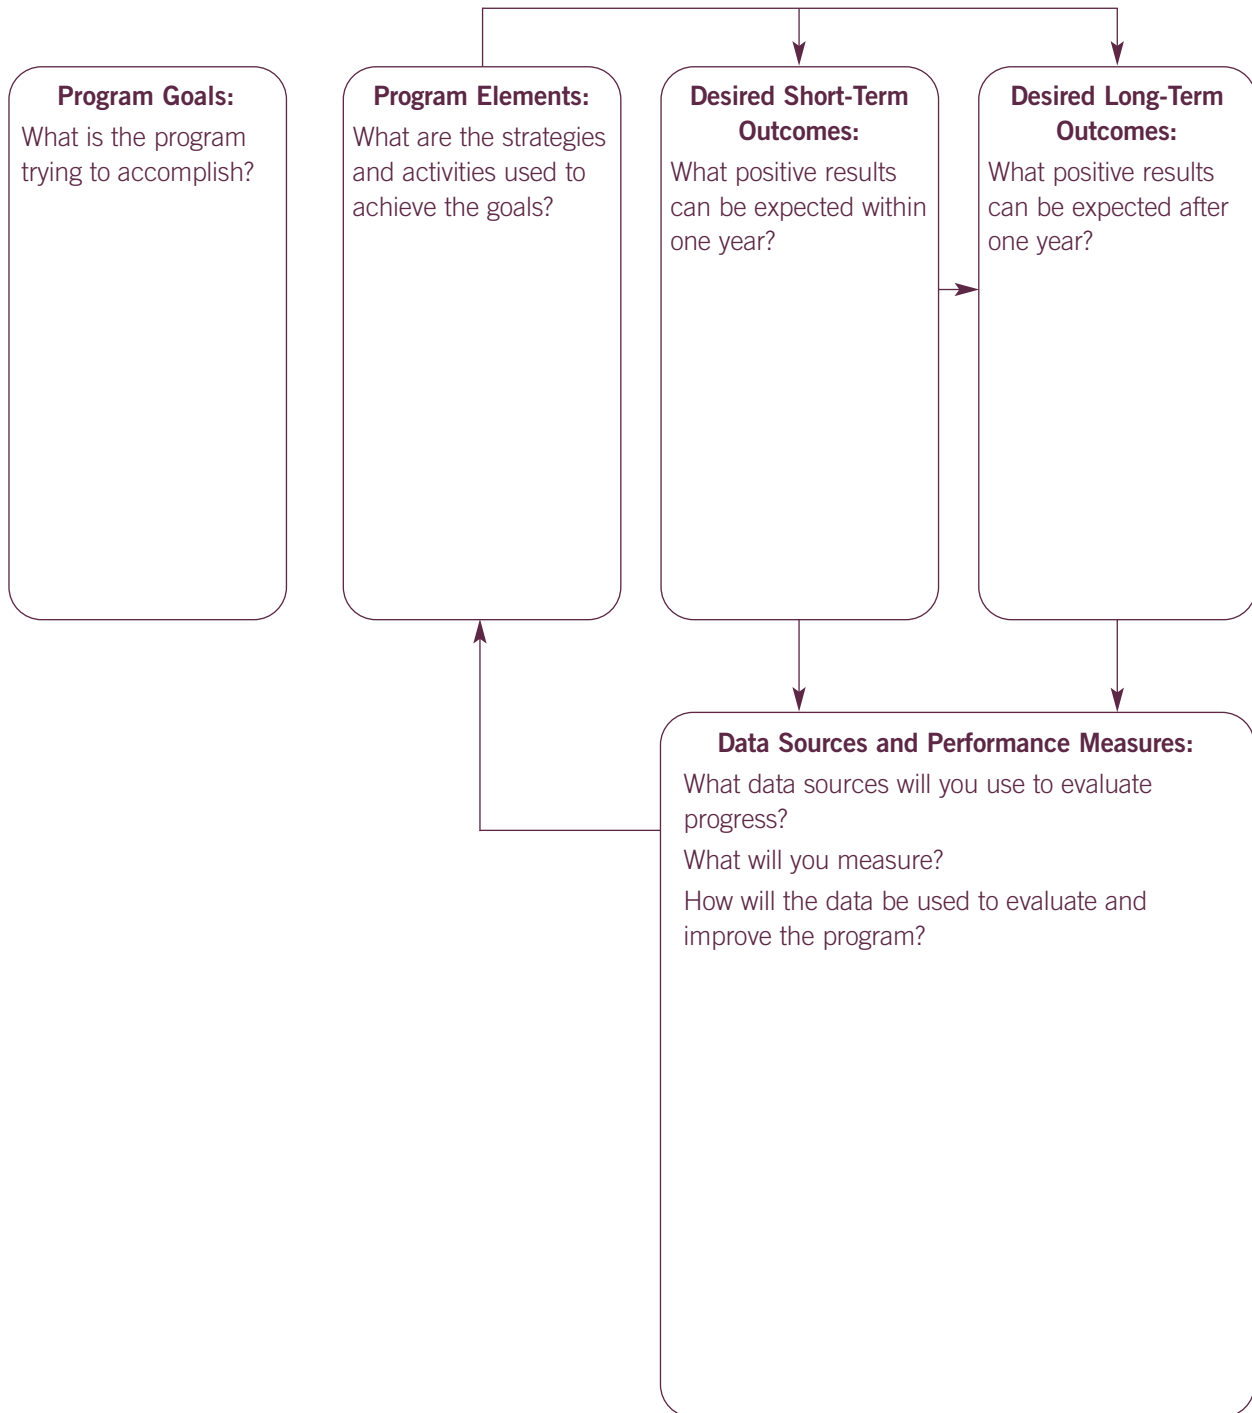 Program Goals:
What is the program
trying to accomplish?
Program Elements:
What are the strategies
and activities used to
achieve the goals?
Desired Short-Term
Outcomes:
What positive results
can be expected within
one year?
Desired Long-Term
Outcomes:
What positive results
can be expected after
one year?
Data Sources and Performance Measures:
What data sources will you use to evaluate
progress?
What will you measure?
How will the data be used to evaluate and
improve the program?